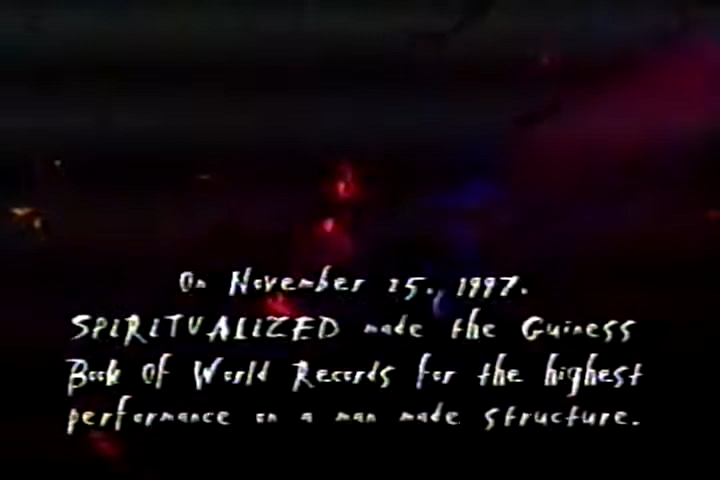 On November 15., 1997.
SPIRITUALIZED made the Guiness
Book Of World Records for the highest
performance on a man made structure.